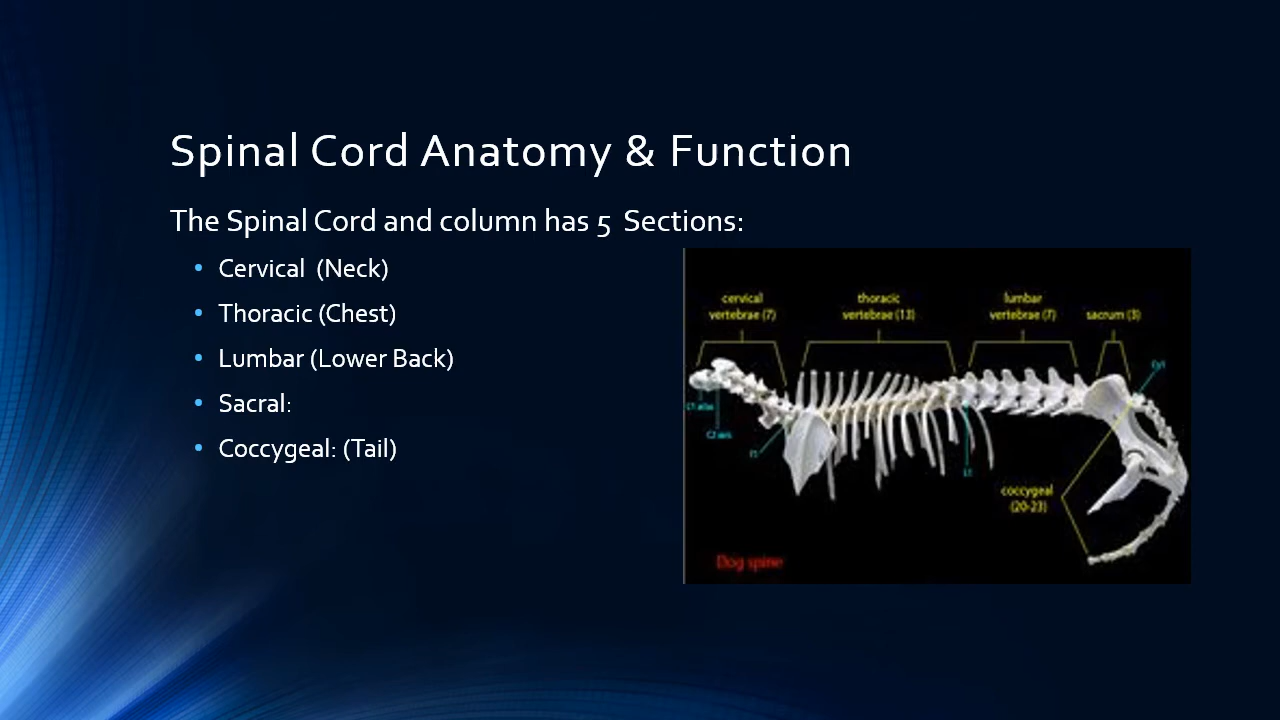 Spinal Cord Anatomy & Function
The Spinal Cord and column has 5 Sections:
Cervical (Neck)
Thoracic (Chest)
Lumbar (Lower Back)
Sacral:
Coccygeal: (Tail)
cervical
vertebrae (7)
thoracic
vertebrae (13)
lumbar
vertebrae (7)
sacrum (3)
coccygeal
(20-23)
Dog spine